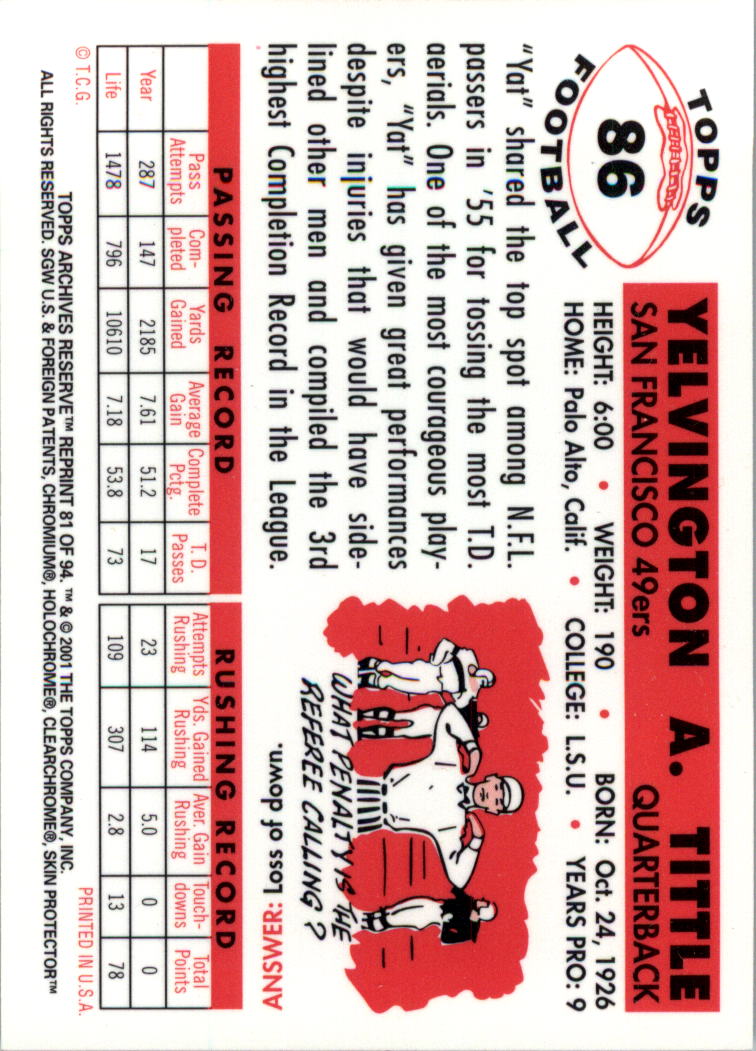 TOPPS
86
FOOTBALL
YELVINGTON A. TITTLE
SAN FRANCISCO 49ers QUARTERBACK
HEIGHT: 6:00 • WEIGHT: 190 • BORN: Oct. 24, 1926
HOME: Palo Alto, Calif. • COLLEGE: L.S.U. • YEARS PRO: 9
"Yat" shared the top spot among N.F.L.
passers in '55 for tossing the most T.D.
aerials. One of the most courageous play-
ers, "Yat" has given great performances
despite injuries that would have side-
lined other men and compiled the 3rd
highest Completion Record in the League.
WHAT PENALTY IS THE
REFEREE CALLING?
ANSWER: Loss of down.
PASSING RECORD
Pass Attempts Com-pleted Yards Gained Average Gain Complete Pctg. T. D. Passes
Year 287 147 2185 7.61 51.2 17
Life 1478 796 10610 7.18 53.8 73
RUSHING RECORD
Attempts Rushing Yds. Gained Rushing Aver. Gain Rushing Touch-downs Total Points
23 114 5.0 0 0
109 307 2.8 13 78
© T.C.G. PRINTED IN U.S.A.
TOPPS ARCHIVES RESERVE™ REPRINT 81 OF 94. ™ & © 2001 THE TOPPS COMPANY, INC.
ALL RIGHTS RESERVED. SGW U.S. & FOREIGN PATENTS, CHROMIUM®, HOLOCHROME®, CLEARCHROME®, SKIN PROTECTOR™